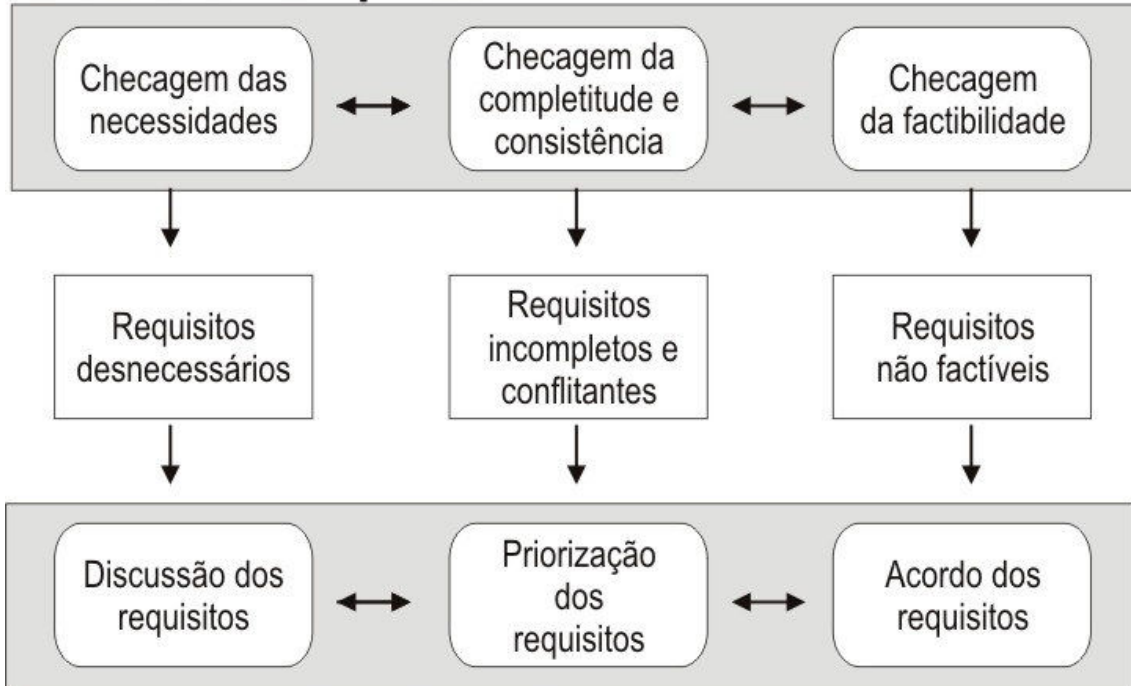 Checagem das
necessidades
Checagem da
completitude e
consistência
Checagem
da factibilidade
Requisitos
desnecessários
Requisitos
incompletos e
conflitantes
Requisitos
não factíveis
Discussão dos
requisitos
Priorização
dos
requisitos
Acordo dos
requisitos